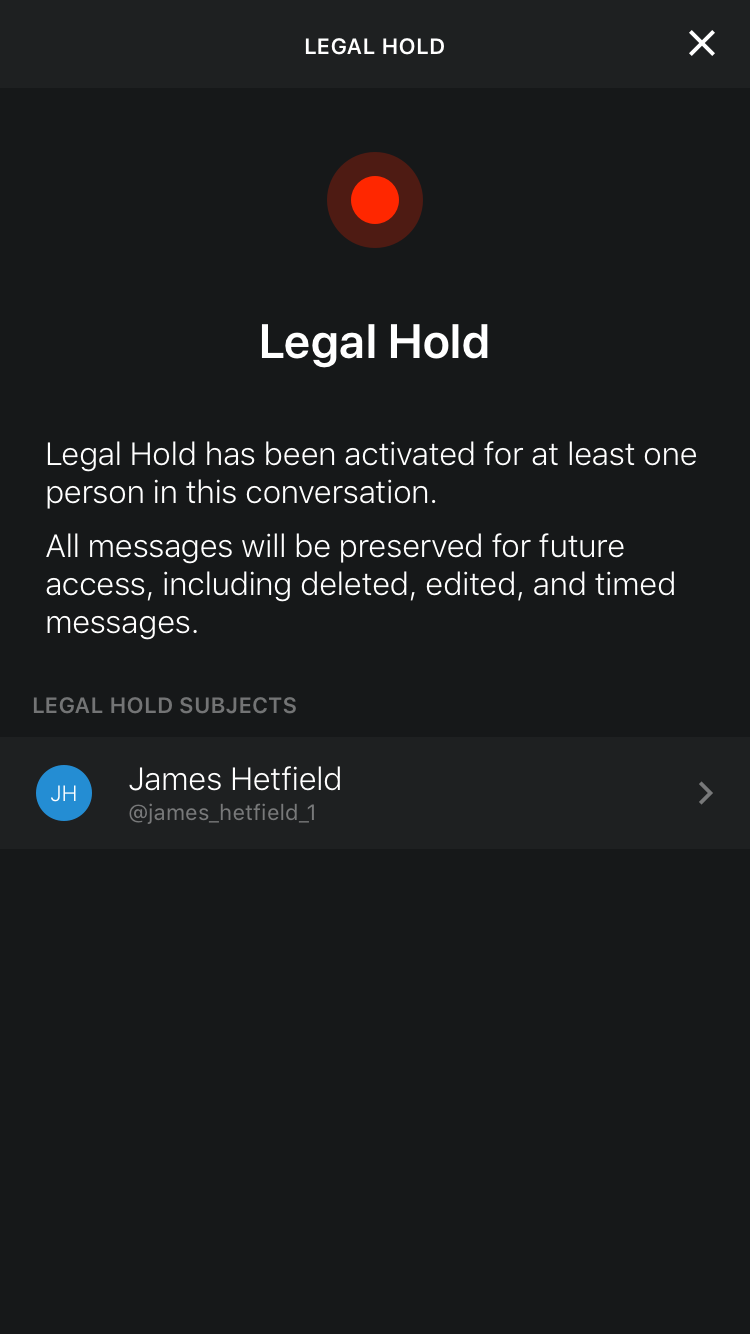 LEGAL HOLD
Legal Hold
Legal Hold has been activated for at least one
person in this conversation.
All messages will be preserved for future
access, including deleted, edited, and timed
messages.
LEGAL HOLD SUBJECTS
JH
James Hetfield
@james_hetfield_1